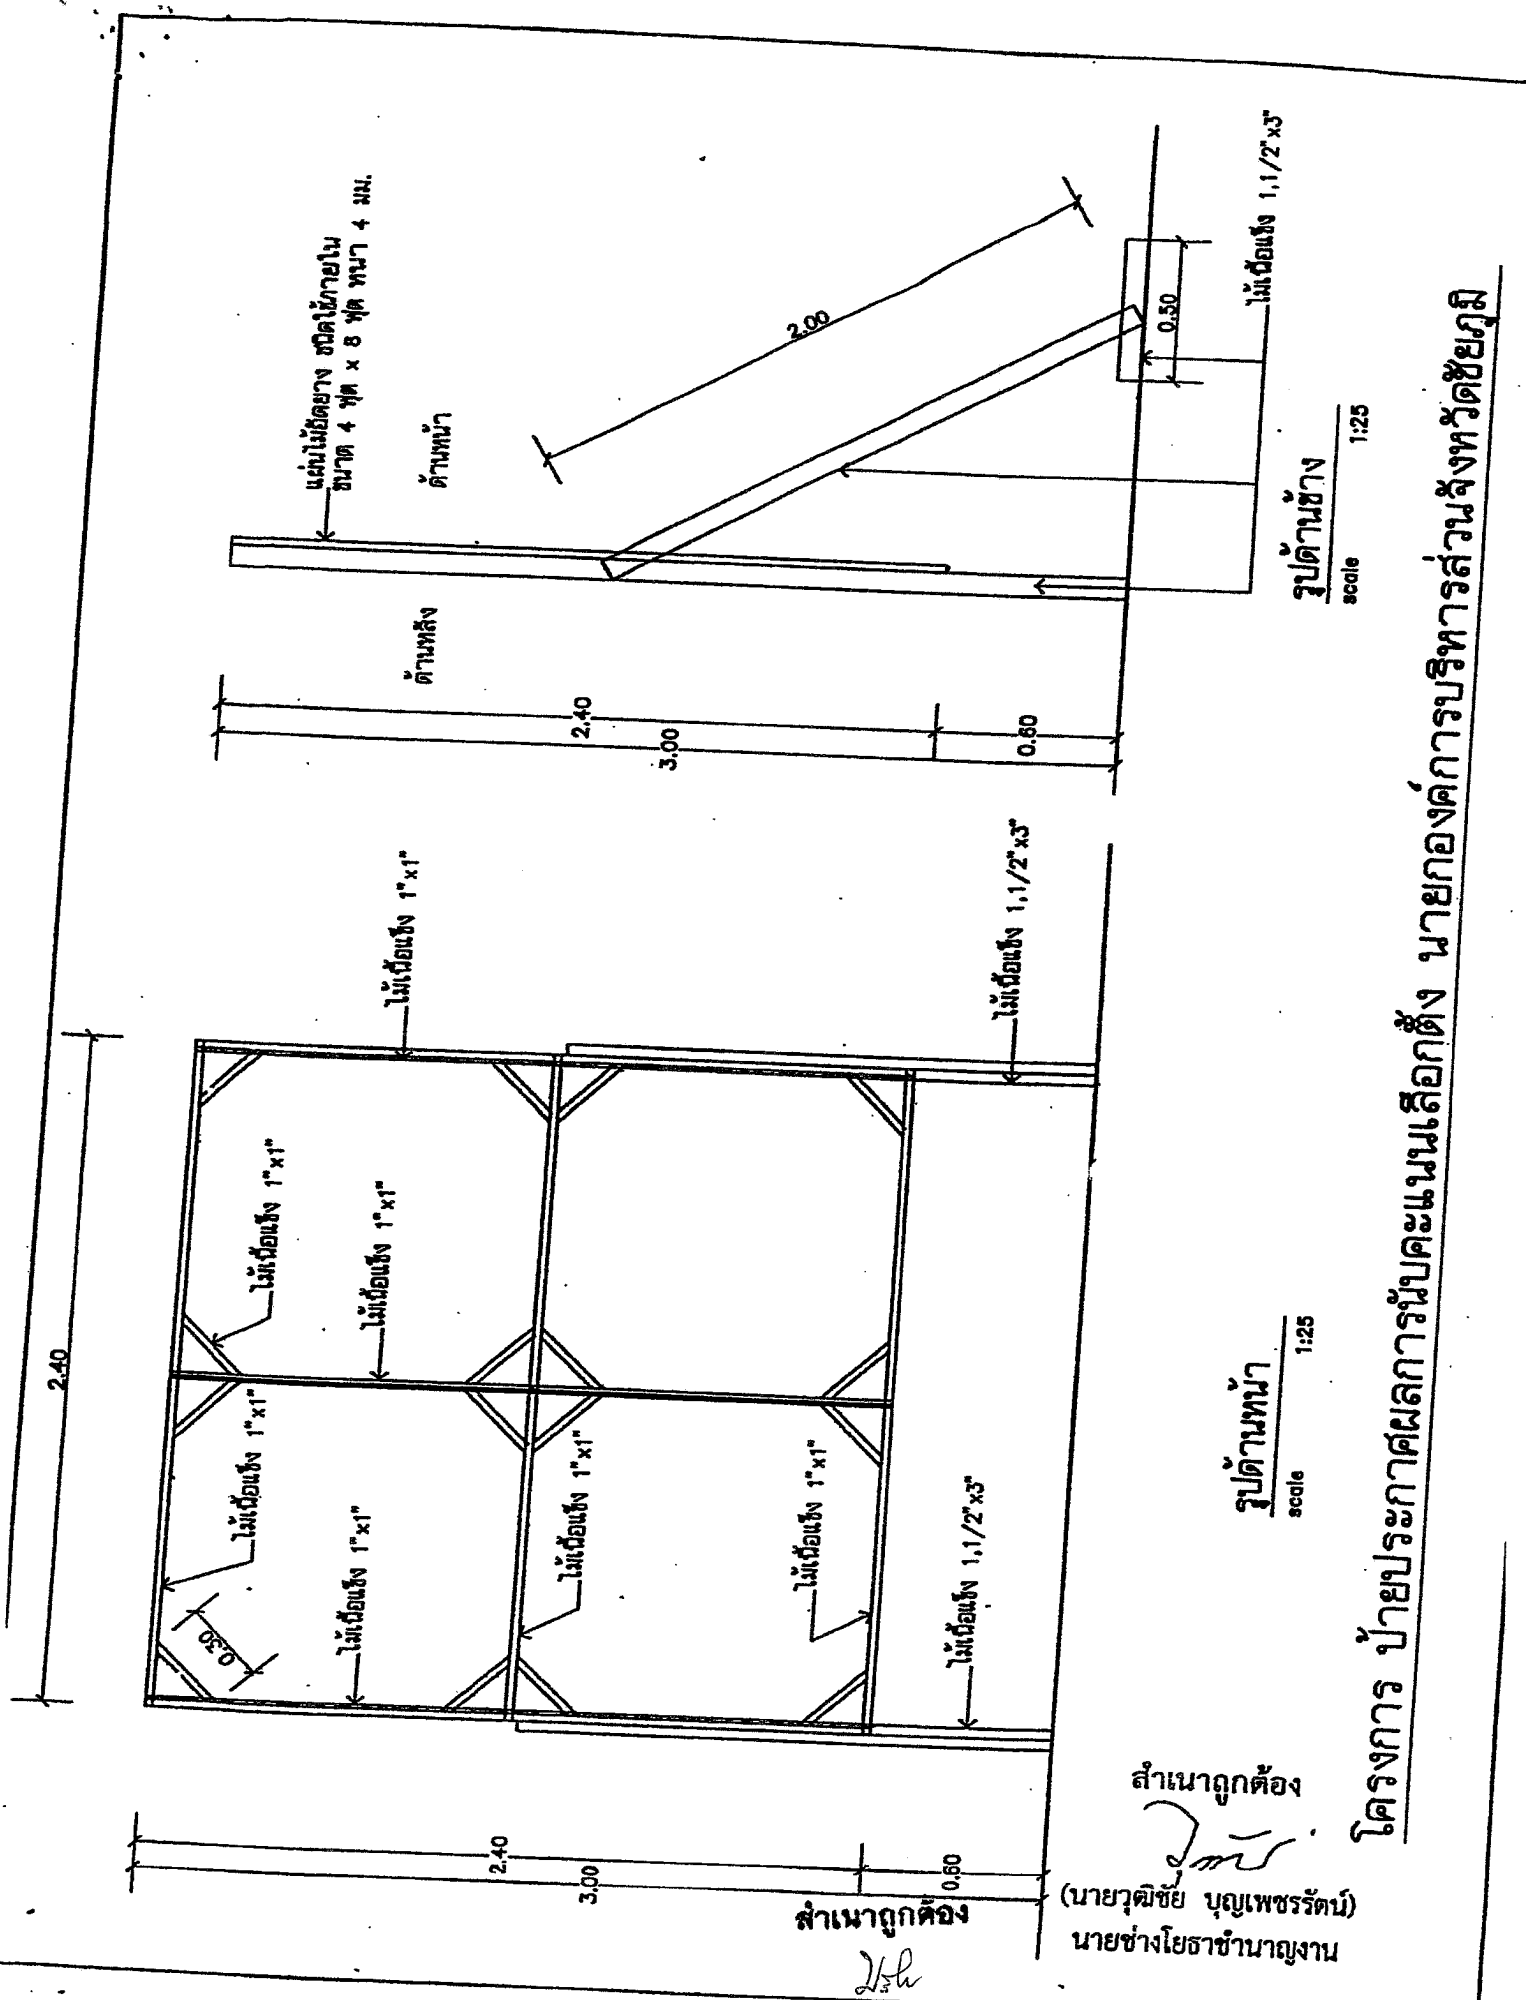 2.40
ไม้เนื้อแข็ง 1"x1"
ไม้เนื้อแข็ง 1"x1"
ไม้เนื้อแข็ง 1"x1"
0.30
ไม้เนื้อแข็ง 1"x1"
ไม้เนื้อแข็ง 1"x1"
ไม้เนื้อแข็ง 1"x1"
ไม้เนื้อแข็ง 1"x1"
ไม้เนื้อแข็ง 1,1/2"x3"
ไม้เนื้อแข็ง 1,1/2"x3"
2.40
3.00
0.60
รูปด้านหน้า
scale 1:25
แผ่นไม้อัดยาง ชนิดใช้ภายใน
ขนาด 4 ฟุต x 8 ฟุต หนา 4 มม.
ด้านหลัง
ด้านหน้า
2.40
3.00
0.60
2.00
0.50
ไม้เนื้อแข็ง 1,1/2"x3"
รูปด้านข้าง
scale 1:25
โครงการ ป้ายประกาศผลการนับคะแนนเลือกตั้ง นายกองค์การบริหารส่วนจังหวัดชัยภูมิ
สำเนาถูกต้อง
(นายวุฒิชัย บุญเพชรรัตน์)
นายช่างโยธาชำนาญงาน
สำเนาถูกต้อง